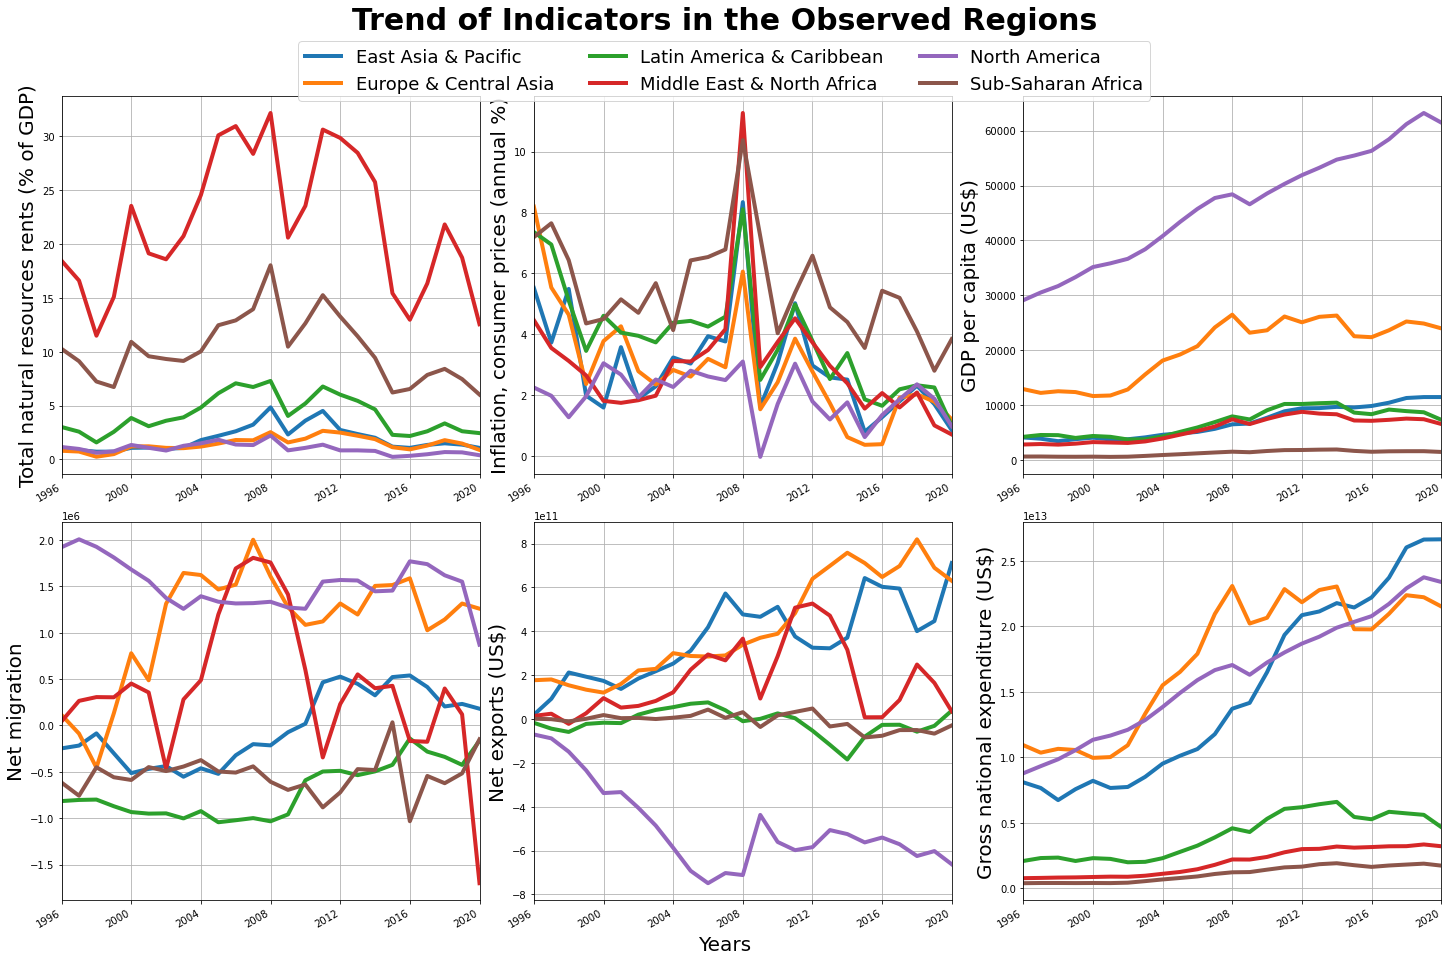 Trend of Indicators in the Observed Regions
East Asia & Pacific
Europe & Central Asia
Latin America & Caribbean
Middle East & North Africa
North America
Sub-Saharan Africa
Total natural resources rents (% of GDP)
30
25
20
15
10
5
0
1996 2000 2004 2008 2012 2016 2020
Inflation, consumer prices (annual %)
10
8
6
4
2
0
1996 2000 2004 2008 2012 2016 2020
GDP per capita (US$)
60000
50000
40000
30000
20000
10000
0
1996 2000 2004 2008 2012 2016 2020
Net migration
1e6
2.0
1.5
1.0
0.5
0.0
−0.5
−1.0
−1.5
1996 2000 2004 2008 2012 2016 2020
Net exports (US$)
1e11
8
6
4
2
0
−2
−4
−6
−8
1996 2000 2004 2008 2012 2016 2020
Gross national expenditure (US$)
1e13
2.5
2.0
1.5
1.0
0.5
0.0
1996 2000 2004 2008 2012 2016 2020
Years